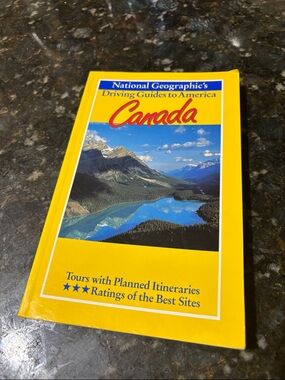 National Geographic's
Driving Guides to America
Canada
Tours with Planned Itineraries
★★★Ratings of the Best Sites